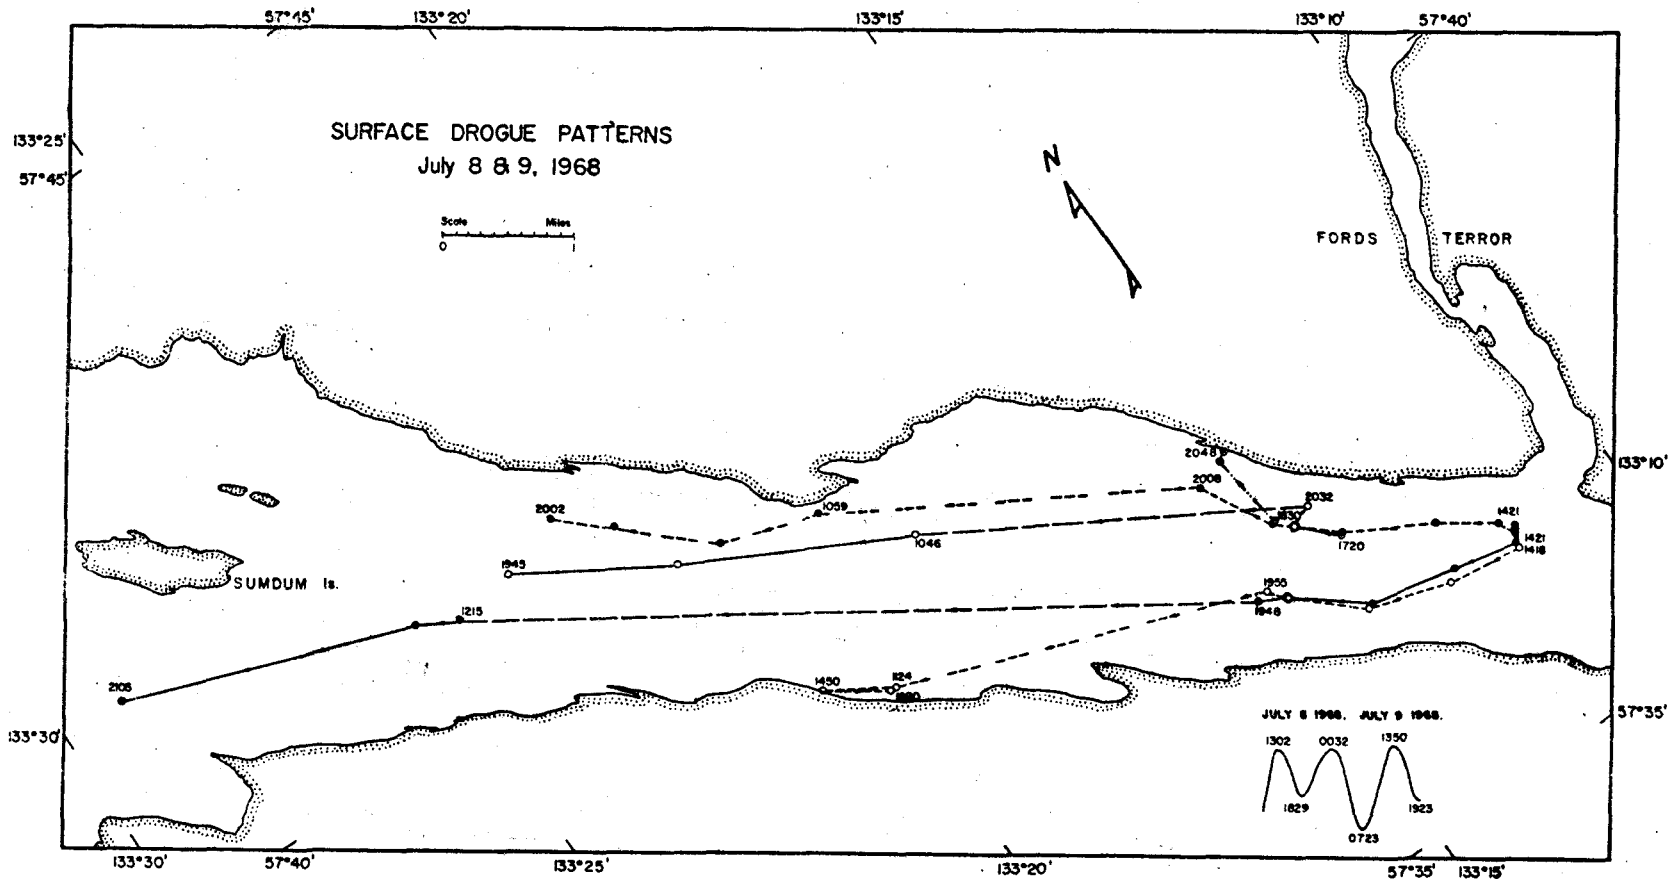 57°45' 133°20' 133°15' 133°10' 57°40'
133°25'
57°45'
SURFACE DROGUE PATTERNS
July 8 & 9, 1968
Scale Miles
0 1
N
FORDS TERROR
133°10'
2048
2008
2032
2002
1059
1830
1421
1720
1421
1418
1046
1945
SUMDUM Is.
1955
1948
1215
2105
1124
1450
57°35'
133°30'
JULY 8 1968. JULY 9 1968.
1302 0032 1350
1829 1923
0723
133°30' 57°40' 133°25' 133°20' 57°35' 133°15'